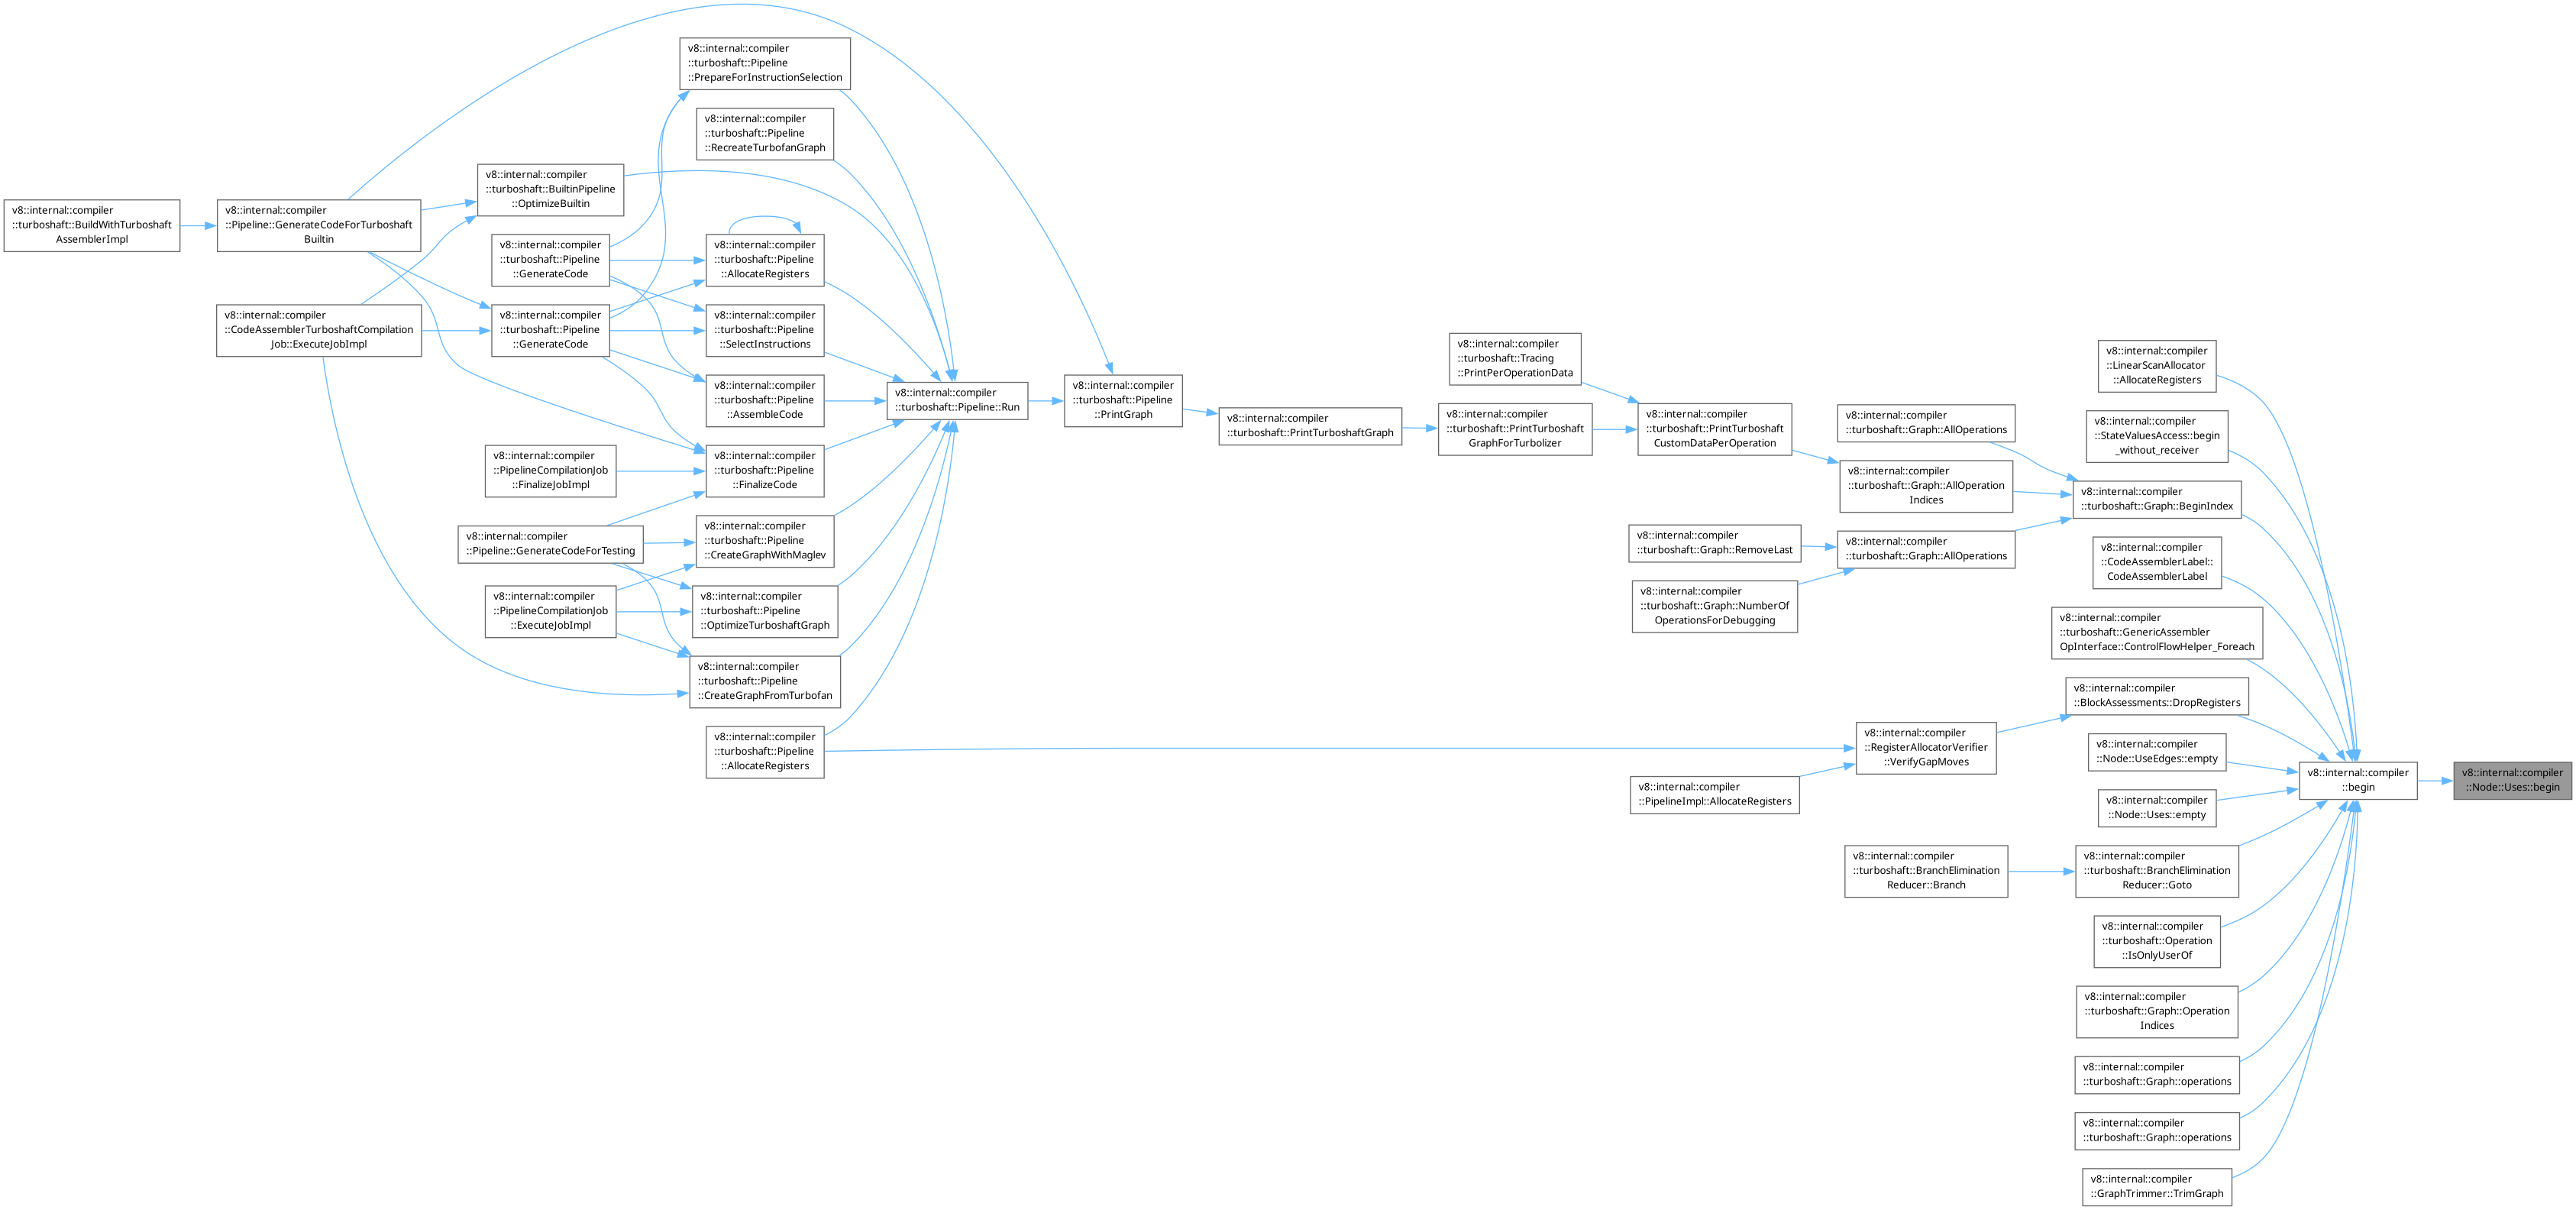 v8::internal::compiler
::turboshaft::BuildWithTurboshaft
AssemblerImpl
v8::internal::compiler
::Pipeline::GenerateCodeForTurboshaft
Builtin
v8::internal::compiler
::CodeAssemblerTurboshaftCompilation
Job::ExecuteJobImpl
v8::internal::compiler
::turboshaft::BuiltinPipeline
::OptimizeBuiltin
v8::internal::compiler
::turboshaft::Pipeline
::GenerateCode
v8::internal::compiler
::turboshaft::Pipeline
::GenerateCode
v8::internal::compiler
::PipelineCompilationJob
::FinalizeJobImpl
v8::internal::compiler
::Pipeline::GenerateCodeForTesting
v8::internal::compiler
::PipelineCompilationJob
::ExecuteJobImpl
v8::internal::compiler
::turboshaft::Pipeline
::PrepareForInstructionSelection
v8::internal::compiler
::turboshaft::Pipeline
::RecreateTurbofanGraph
v8::internal::compiler
::turboshaft::Pipeline
::AllocateRegisters
v8::internal::compiler
::turboshaft::Pipeline
::SelectInstructions
v8::internal::compiler
::turboshaft::Pipeline
::AssembleCode
v8::internal::compiler
::turboshaft::Pipeline
::FinalizeCode
v8::internal::compiler
::turboshaft::Pipeline
::CreateGraphWithMaglev
v8::internal::compiler
::turboshaft::Pipeline
::OptimizeTurboshaftGraph
v8::internal::compiler
::turboshaft::Pipeline
::CreateGraphFromTurbofan
v8::internal::compiler
::turboshaft::Pipeline
::AllocateRegisters
v8::internal::compiler
::turboshaft::Pipeline::Run
v8::internal::compiler
::turboshaft::Pipeline
::PrintGraph
v8::internal::compiler
::turboshaft::PrintTurboshaftGraph
v8::internal::compiler
::turboshaft::Tracing
::PrintPerOperationData
v8::internal::compiler
::turboshaft::PrintTurboshaft
GraphForTurbolizer
v8::internal::compiler
::turboshaft::PrintTurboshaft
CustomDataPerOperation
v8::internal::compiler
::turboshaft::Graph::RemoveLast
v8::internal::compiler
::turboshaft::Graph::NumberOf
OperationsForDebugging
v8::internal::compiler
::PipelineImpl::AllocateRegisters
v8::internal::compiler
::turboshaft::Graph::AllOperations
v8::internal::compiler
::turboshaft::Graph::AllOperation
Indices
v8::internal::compiler
::turboshaft::Graph::AllOperations
v8::internal::compiler
::RegisterAllocatorVerifier
::VerifyGapMoves
v8::internal::compiler
::turboshaft::BranchElimination
Reducer::Branch
v8::internal::compiler
::LinearScanAllocator
::AllocateRegisters
v8::internal::compiler
::StateValuesAccess::begin
_without_receiver
v8::internal::compiler
::turboshaft::Graph::BeginIndex
v8::internal::compiler
::CodeAssemblerLabel::
CodeAssemblerLabel
v8::internal::compiler
::turboshaft::GenericAssembler
OpInterface::ControlFlowHelper_Foreach
v8::internal::compiler
::BlockAssessments::DropRegisters
v8::internal::compiler
::Node::UseEdges::empty
v8::internal::compiler
::Node::Uses::empty
v8::internal::compiler
::turboshaft::BranchElimination
Reducer::Goto
v8::internal::compiler
::turboshaft::Operation
::IsOnlyUserOf
v8::internal::compiler
::turboshaft::Graph::Operation
Indices
v8::internal::compiler
::turboshaft::Graph::operations
v8::internal::compiler
::turboshaft::Graph::operations
v8::internal::compiler
::GraphTrimmer::TrimGraph
v8::internal::compiler
::begin
v8::internal::compiler
::Node::Uses::begin